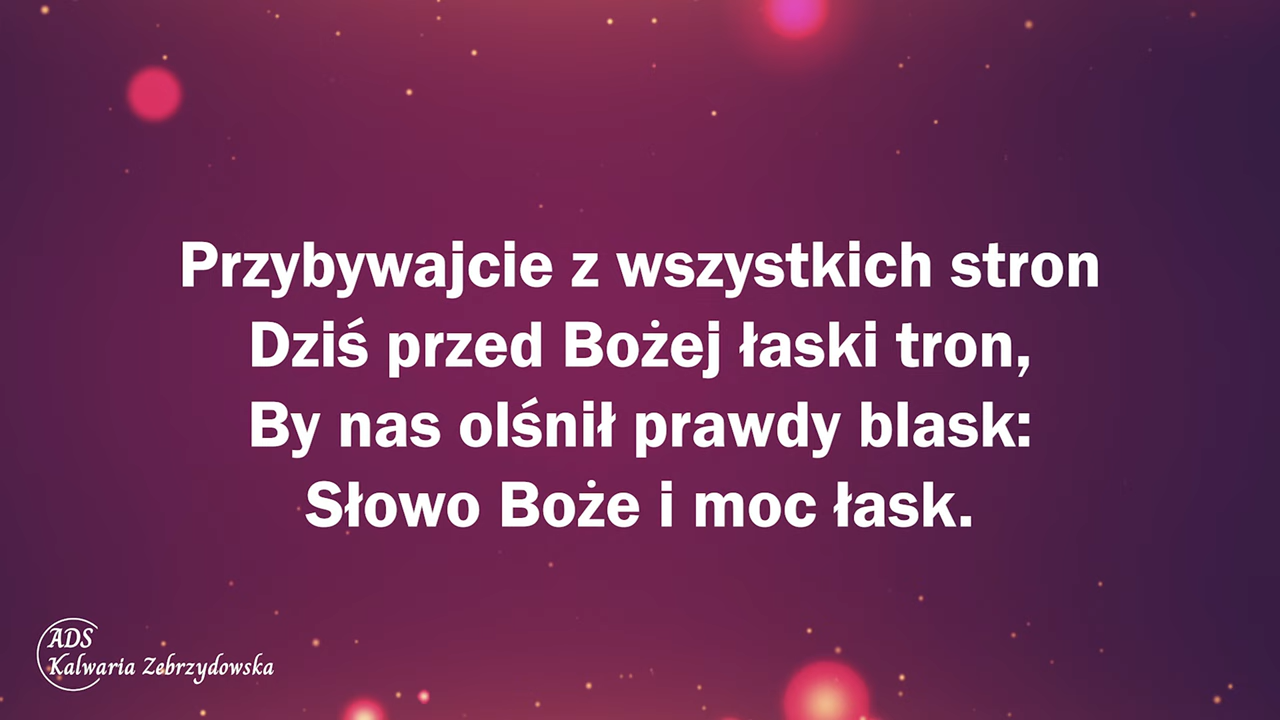 Przybywajcie z wszystkich stron
Dziś przed Bożej łaski tron,
By nas olśnił prawdy blask:
Słowo Boże i moc łask.
ADS
Kalwaria Zebrzydowska